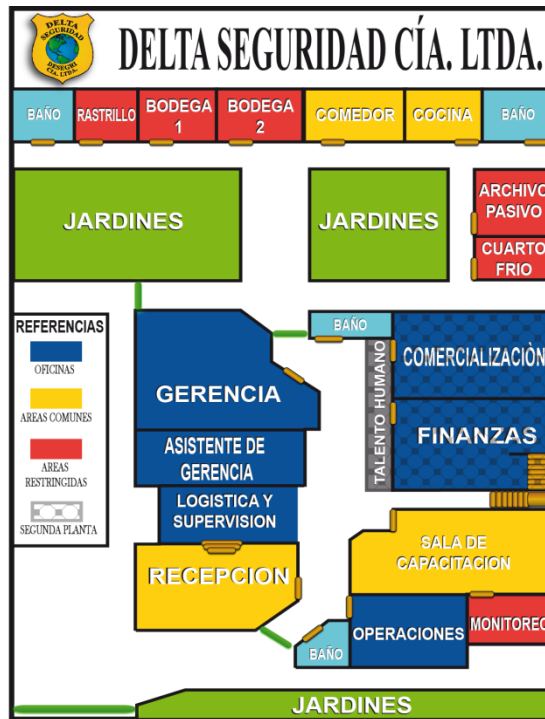 DELTA
SEGURIDAD
DESEGRI
CÍA. LTDA.
DELTA SEGURIDAD CÍA. LTDA.
BAÑO
RASTRILLO
BODEGA
1
BODEGA
2
COMEDOR
COCINA
BAÑO
JARDINES
JARDINES
ARCHIVO
PASIVO
CUARTO
FRIO
REFERENCIAS
OFICINAS
AREAS COMUNES
AREAS
RESTRINGIDAS
SEGUNDA PLANTA
GERENCIA
ASISTENTE DE
GERENCIA
LOGISTICA Y
SUPERVISION
RECEPCION
BAÑO
TALENTO HUMANO
COMERCIALIZACIÒN
FINANZAS
SALA DE
CAPACITACION
BAÑO
OPERACIONES
MONITOREO
JARDINES